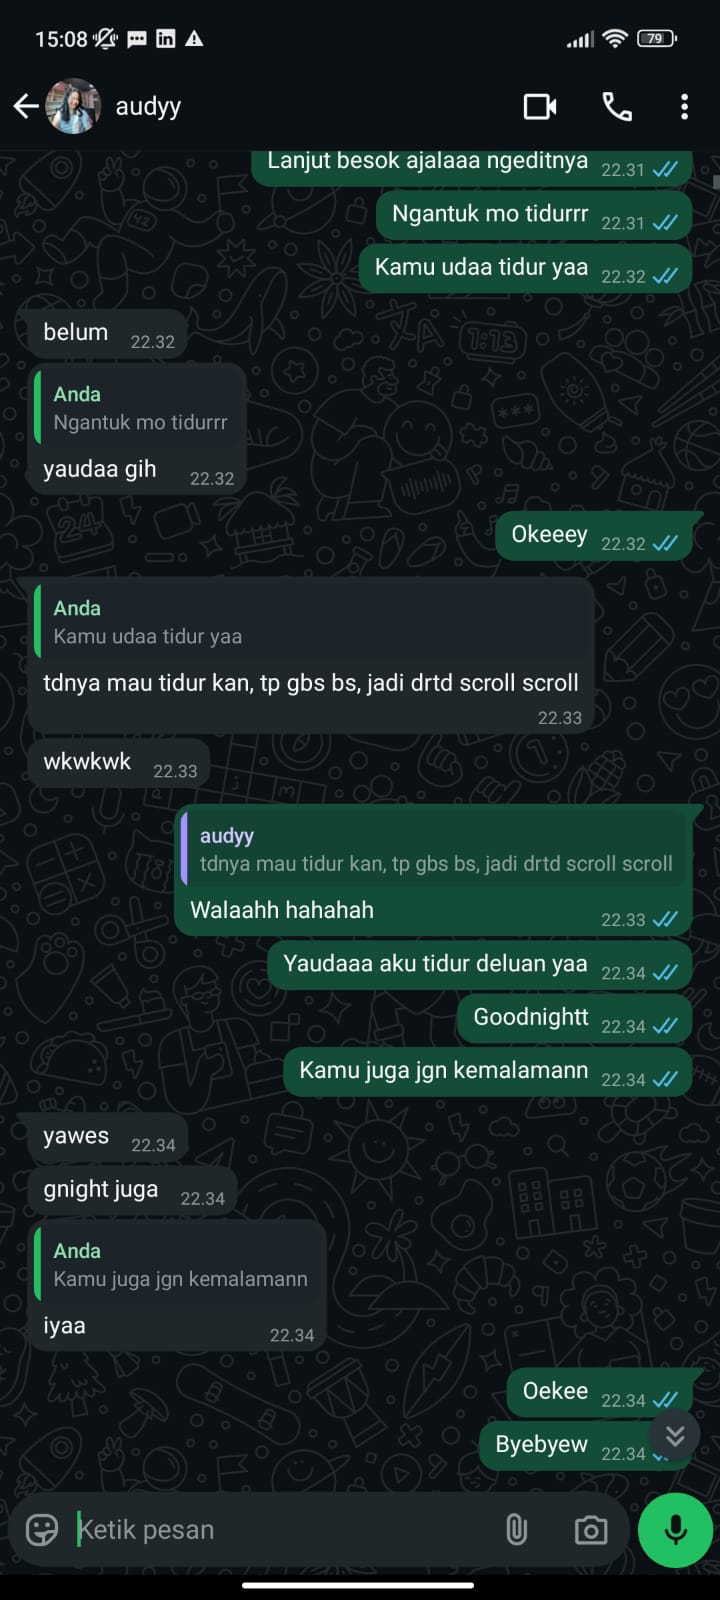 15:08
79
audyy
Lanjut besok ajalaaa ngeditnya 22.31
Ngantuk mo tidurrr 22.31
Kamu udaa tidur yaa 22.32
belum 22.32
Anda
Ngantuk mo tidurrr
yaudaa gih 22.32
Okeeey 22.32
Anda
Kamu udaa tidur yaa
tdnya mau tidur kan, tp gbs bs, jadi drtd scroll scroll
22.33
wkwkwk 22.33
audyy
tdnya mau tidur kan, tp gbs bs, jadi drtd scroll scroll
Walaahh hahahah 22.33
Yaudaaa aku tidur deluan yaa 22.34
Goodnightt 22.34
Kamu juga jgn kemalamann 22.34
yawes 22.34
gnight juga 22.34
Anda
Kamu juga jgn kemalamann
iyaa 22.34
Oekee 22.34
Byebyew 22.34
Ketik pesan